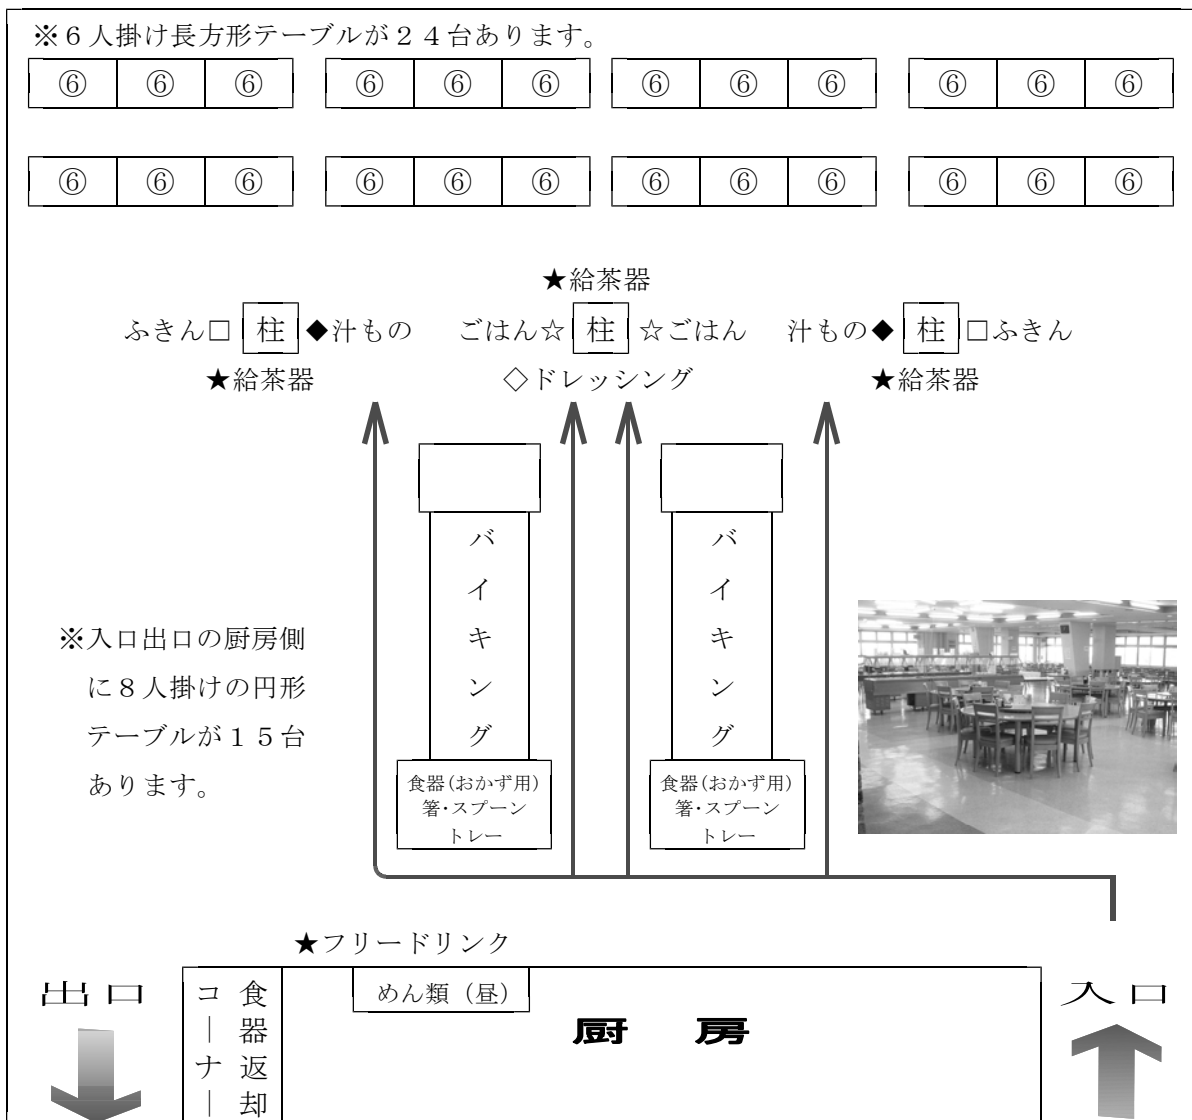 ※６人掛け長方形テーブルが２４台あります。
⑥ ⑥ ⑥ ⑥ ⑥ ⑥ ⑥ ⑥ ⑥ ⑥ ⑥ ⑥
⑥ ⑥ ⑥ ⑥ ⑥ ⑥ ⑥ ⑥ ⑥ ⑥ ⑥ ⑥
★給茶器
ふきん□ 柱 ◆汁もの ごはん☆ 柱 ☆ごはん 汁もの◆ 柱 □ふきん
★給茶器 ◇ドレッシング ★給茶器
バイキング
バイキング
※入口出口の厨房側
に８人掛けの円形
テーブルが１５台
あります。
食器(おかず用)
箸・スプーン
トレー
食器(おかず用)
箸・スプーン
トレー
★フリードリンク
出口
食器返却
コーナー
めん類（昼）
厨房
入口